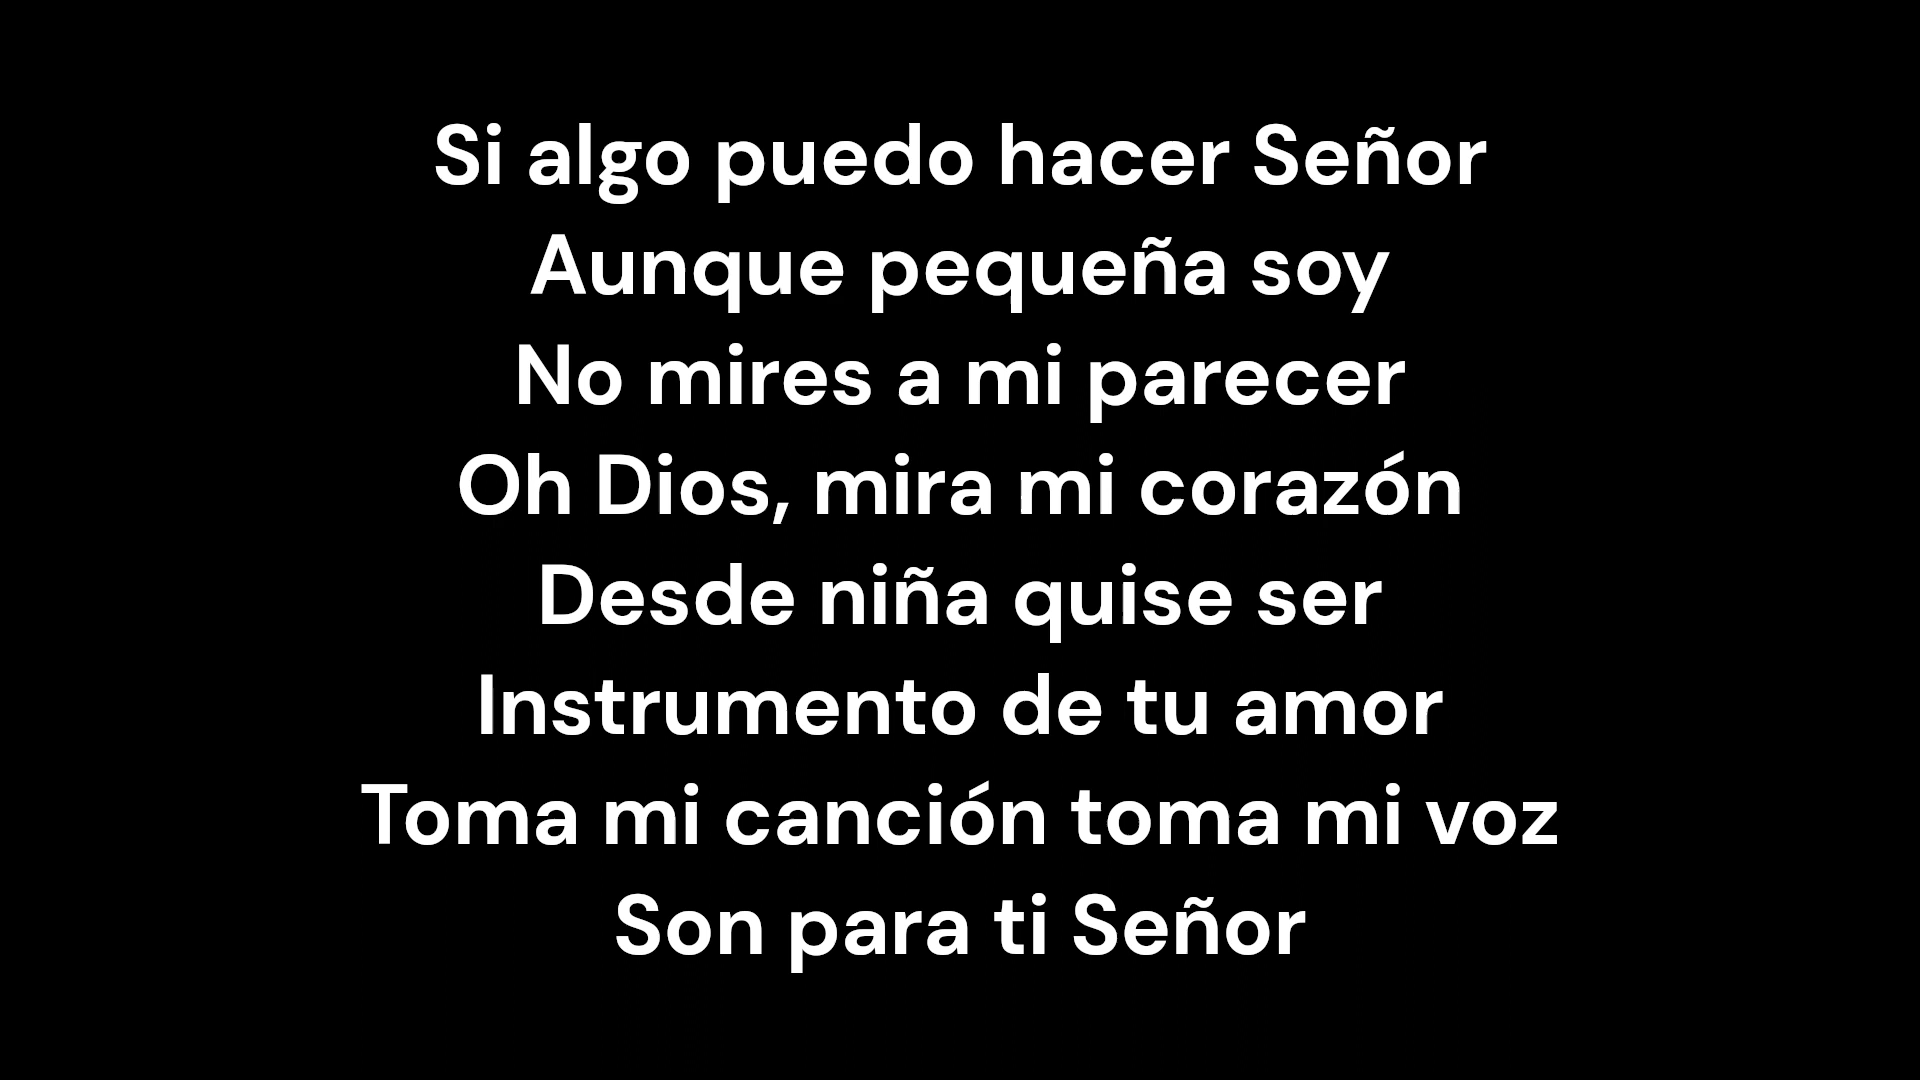 Si algo puedo hacer Señor
Aunque pequeña soy
No mires a mi parecer
Oh Dios, mira mi corazón
Desde niña quise ser
Instrumento de tu amor
Toma mi canción toma mi voz
Son para ti Señor